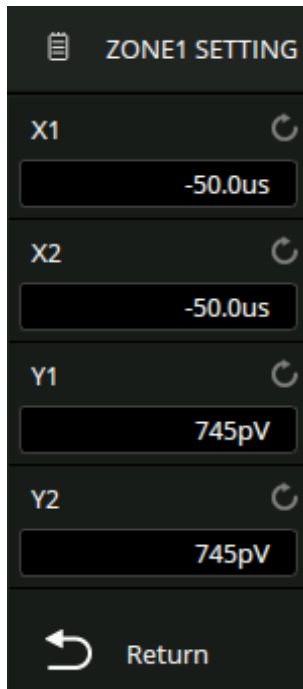 ZONE1 SETTING
X1
-50.0us
X2
-50.0us
Y1
745pV
Y2
745pV
Return